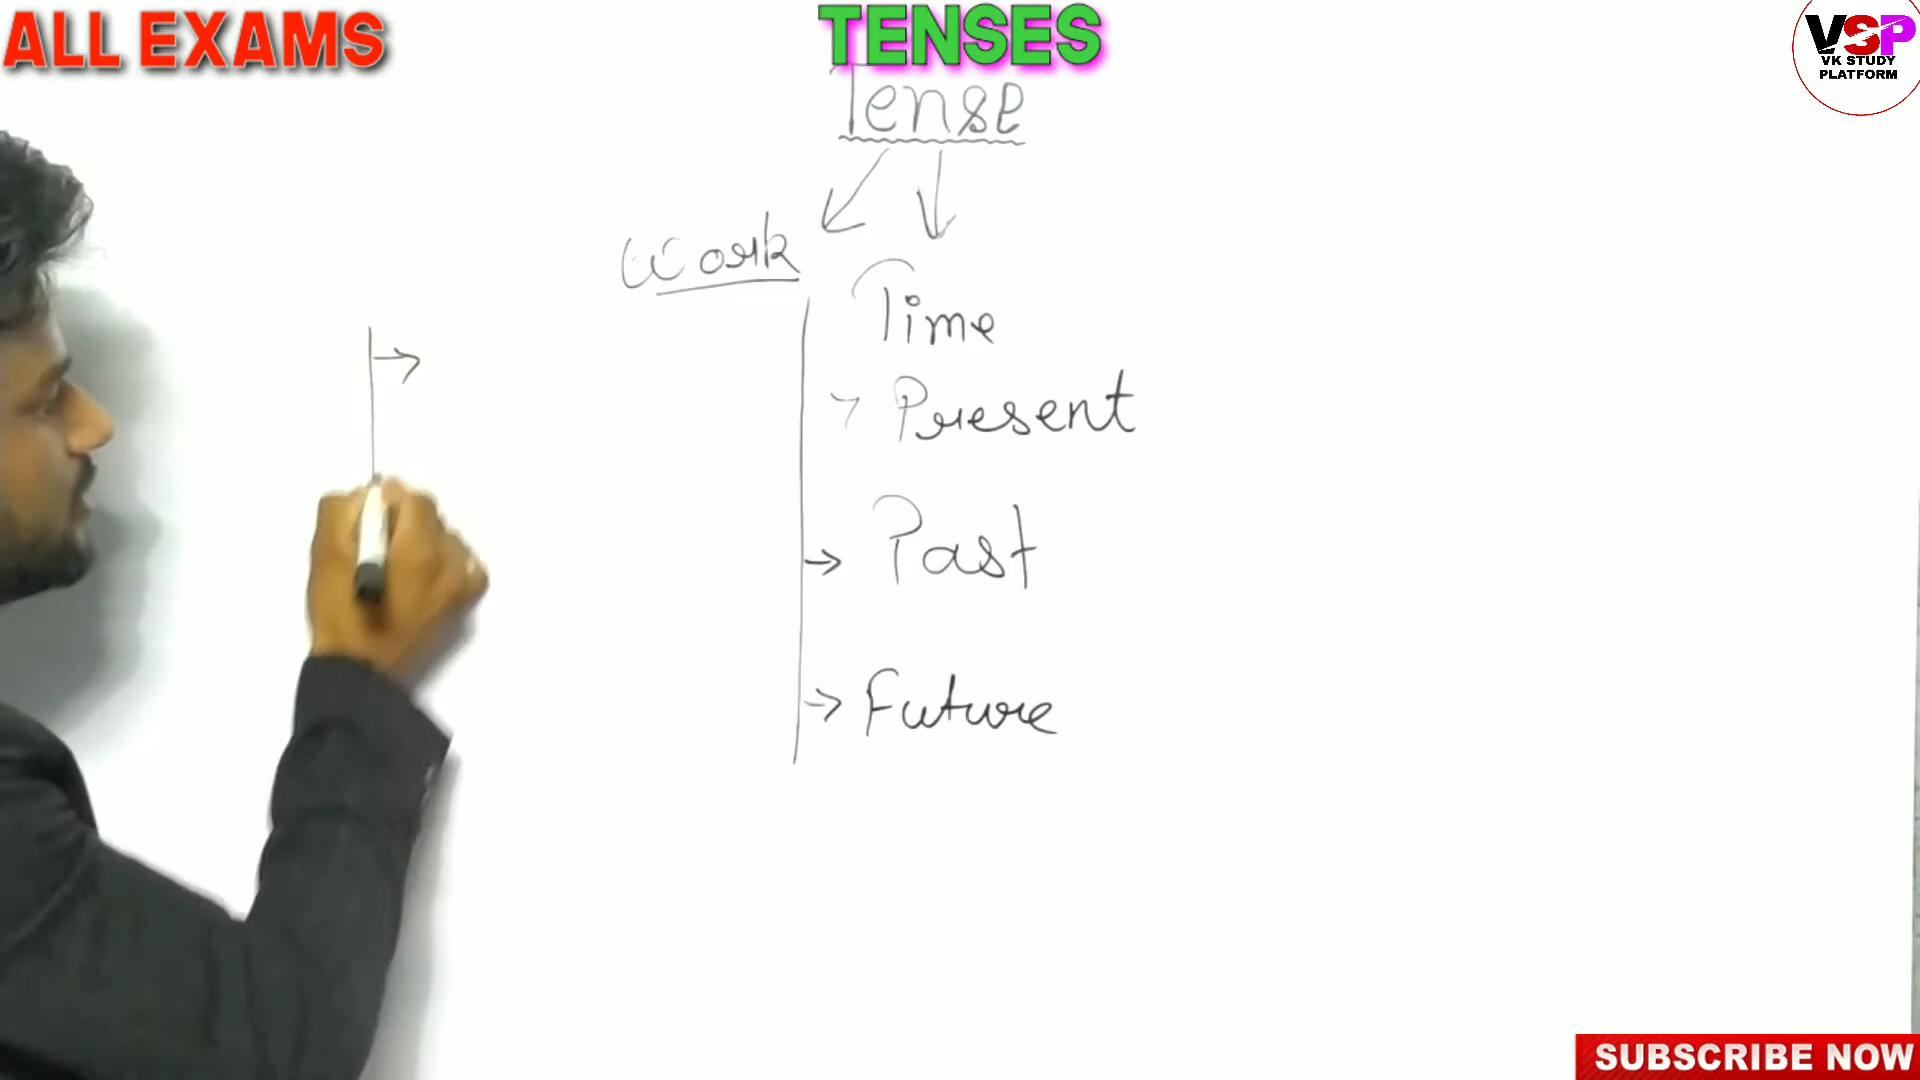 ALL EXAMS
TENSES
VSP
VK STUDY
PLATFORM
Tense
Work
Time
Present
Past
Future
SUBSCRIBE NOW